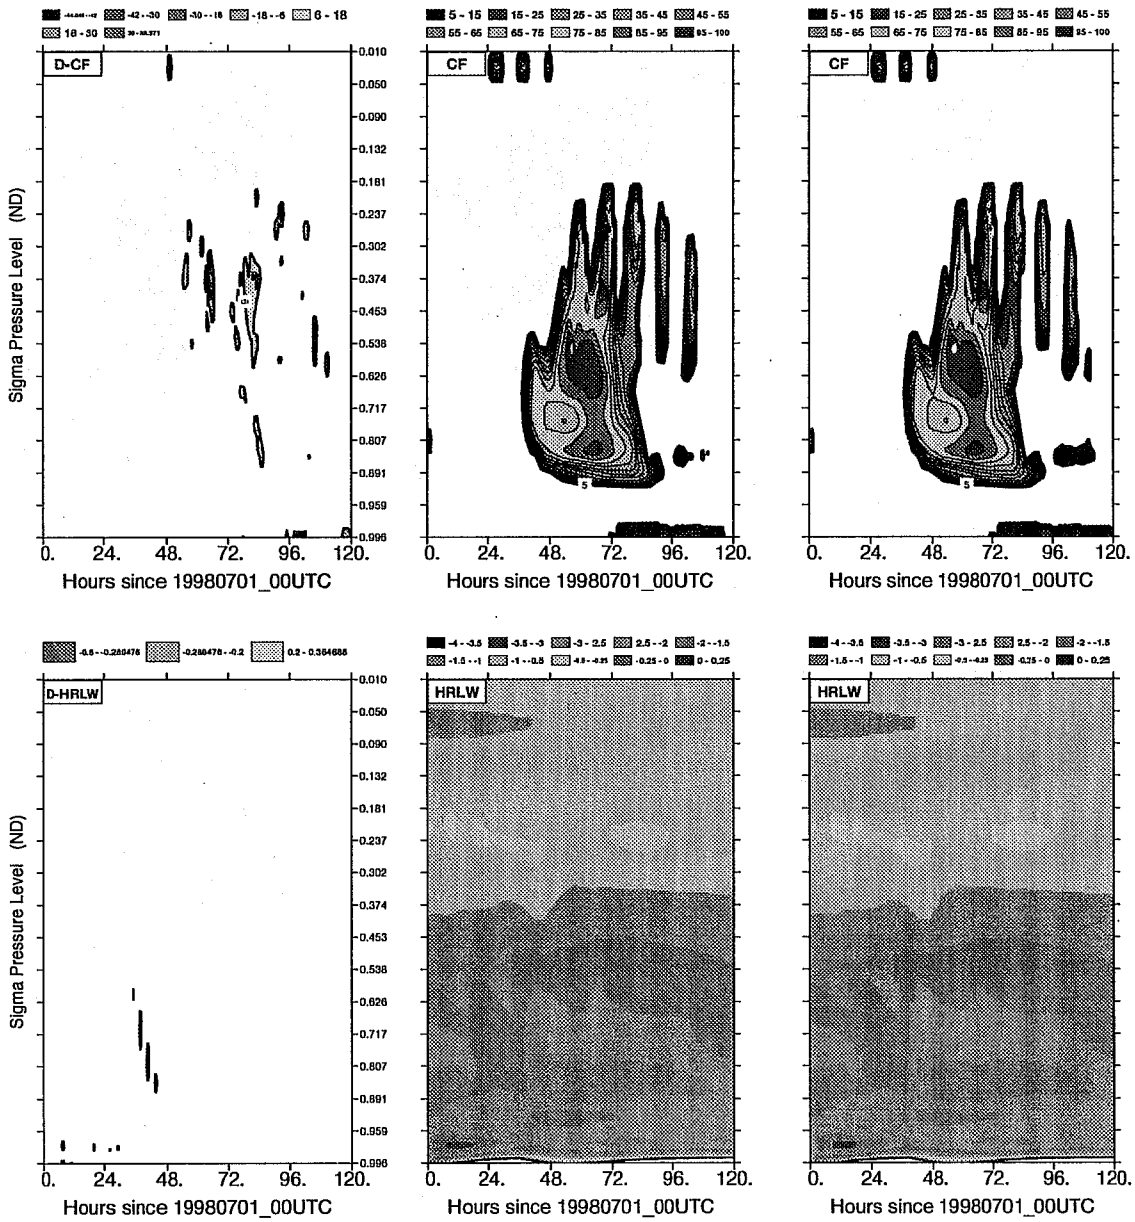 -42 - -30 -30 - -18 -18 - -6 6 - 18
18 - 30
D-CF
0.010
0.050
0.090
0.132
0.181
0.237
0.302
0.374
0.453
0.538
0.626
0.717
0.807
0.891
0.959
0.996
Sigma Pressure Level (ND)
0. 24. 48. 72. 96. 120.
Hours since 19980701_00UTC
5 - 15 15 - 25 25 - 35 35 - 45 45 - 55
55 - 65 65 - 75 75 - 85 85 - 95 95 - 100
CF
5
0. 24. 48. 72. 96. 120.
Hours since 19980701_00UTC
5 - 15 15 - 25 25 - 35 35 - 45 45 - 55
55 - 65 65 - 75 75 - 85 85 - 95 95 - 100
CF
5
0. 24. 48. 72. 96. 120.
Hours since 19980701_00UTC
-0.280476 - -0.2 0.2 - 0.364688
D-HRLW
0.010
0.050
0.090
0.132
0.181
0.237
0.302
0.374
0.453
0.538
0.626
0.717
0.807
0.891
0.959
0.996
Sigma Pressure Level (ND)
0. 24. 48. 72. 96. 120.
Hours since 19980701_00UTC
-4 - -3.5 -3.5 - -3 -3 - 2.5 2.5 - -2 -2 - -1.5
-1.5 - -1 -1 - -0.5 -0.5 - -0.25 -0.25 - 0 0 - 0.25
HRLW
0. 24. 48. 72. 96. 120.
Hours since 19980701_00UTC
-4 - -3.5 -3.5 - -3 -3 - 2.5 2.5 - -2 -2 - -1.5
-1.5 - -1 -1 - -0.5 -0.5 - -0.25 -0.25 - 0 0 - 0.25
HRLW
0. 24. 48. 72. 96. 120.
Hours since 19980701_00UTC